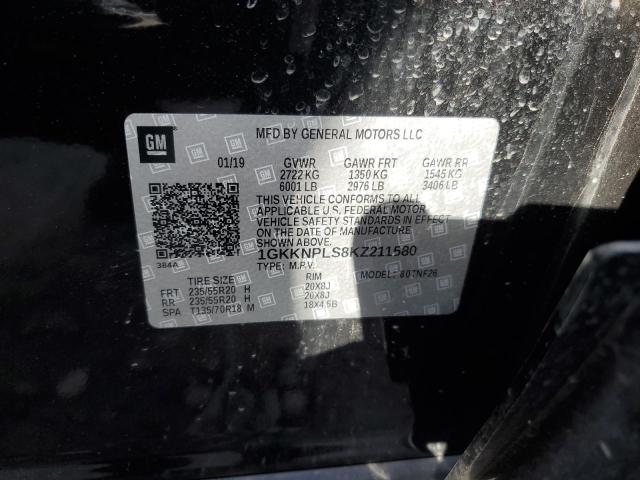 GM
MFD BY GENERAL MOTORS LLC
01/19 GVWR GAWR FRT GAWR RR
2722 KG 1350 KG 1545 KG
6001 LB 2976 LB 3406 LB
THIS VEHICLE CONFORMS TO ALL
APPLICABLE U.S. FEDERAL MOTOR
VEHICLE SAFETY STANDARDS IN
EFFECT ON THE DATE OF MANUFACTURE
SHOWN ABOVE.
1GKKNPLS8KZ211580
384A
TYPE: M.P.V. MODEL:
TIRE SIZE RIM
FRT 235/55R20 H 20X8J
RR 235/55R20 H 20X8J
SPA T135/70R18 M 18X4.5B